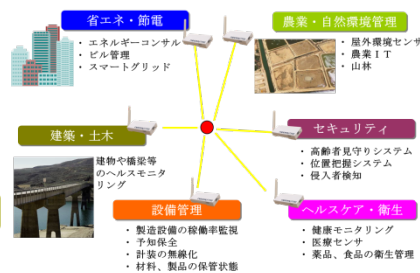 省エネ・節電
・ エネルギーコンサル
・ ビル管理
・ スマートグリッド
農業・自然環境管理
・ 屋外環境センサ
・ 農業ＩＴ
・ 山林
建築・土木
建物や橋梁等
のヘルスモニタ
リング
セキュリティ
・ 高齢者見守りシステム
・ 位置把握システム
・ 侵入者検知
設備管理
・ 製造設備の稼働率監視
・ 予知保全
・ 計装の無線化
・ 材料、製品の保管状態
ヘルスケア・衛生
・ 健康モニタリング
・ 医療センサ
・ 薬品、食品の衛生管理